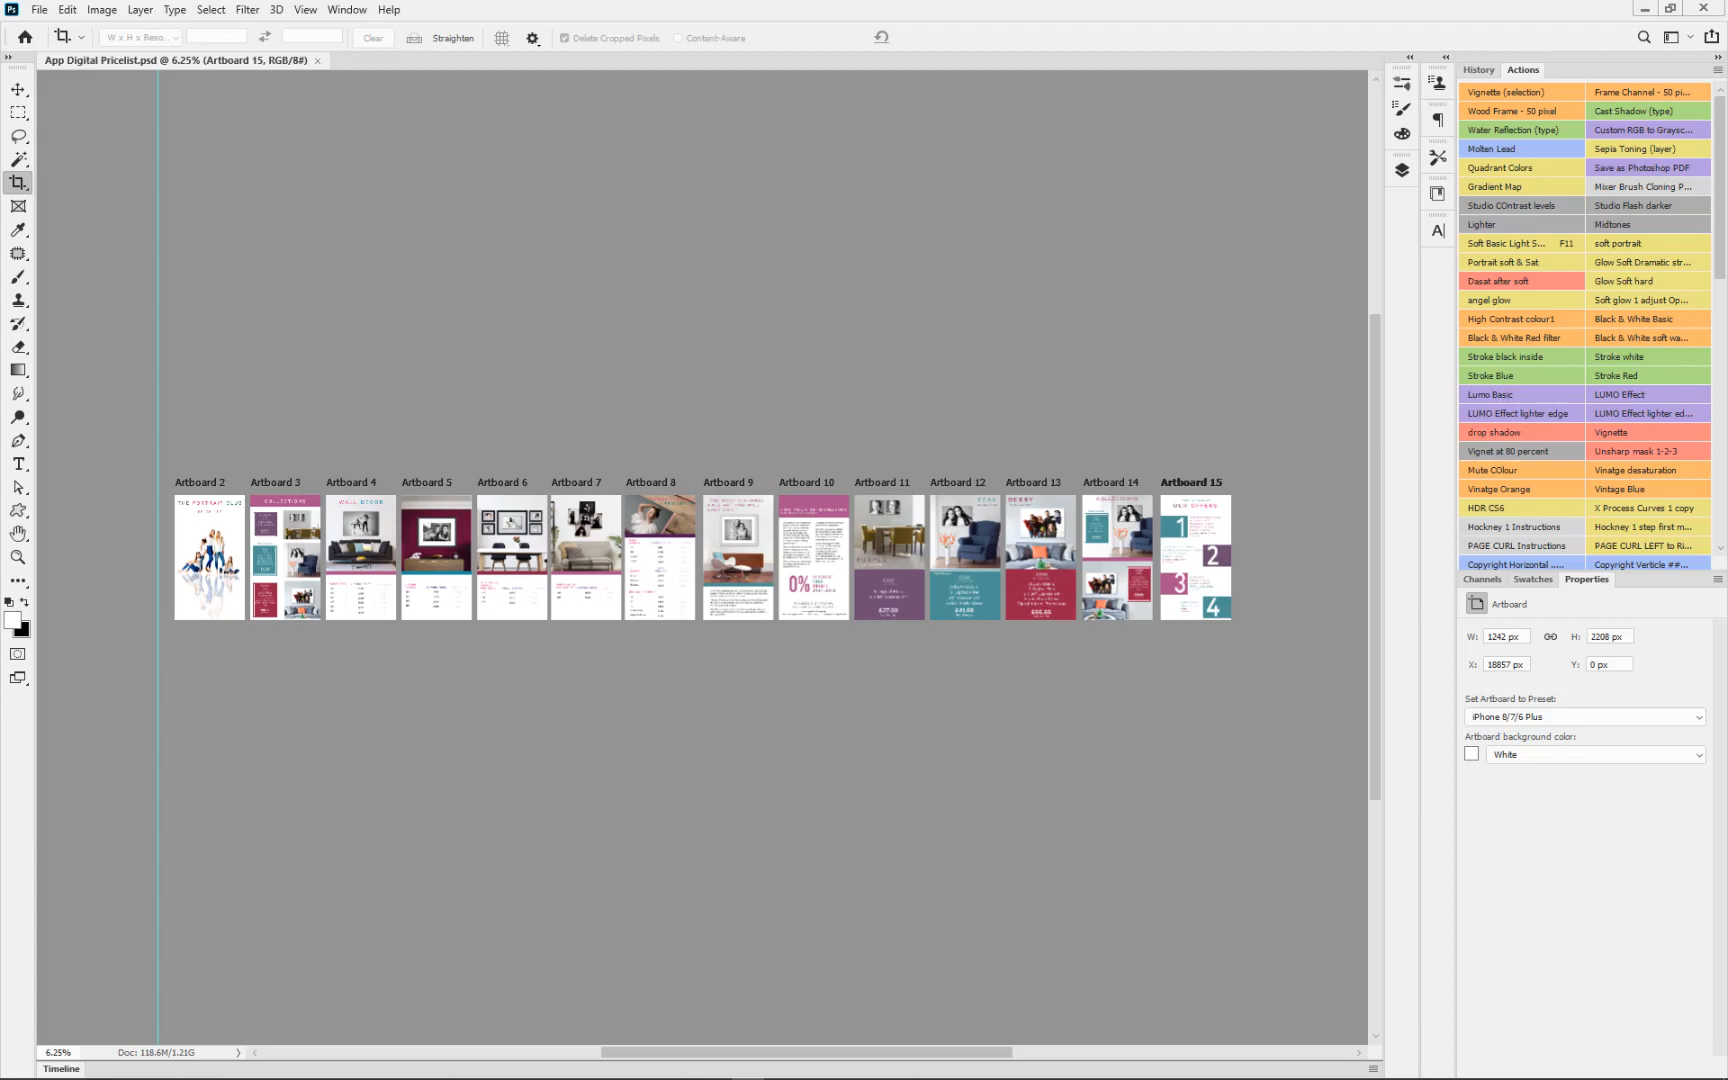 Ps File Edit Image Layer Type Select Filter 3D View Window Help
W x H x Reso... Clear Straighten Delete Cropped Pixels Content-Aware
App Digital Pricelist.psd @ 6.25% (Artboard 15, RGB/8#)
History Actions
Vignette (selection) Frame Channel - 50 pi...
Wood Frame - 50 pixel Cast Shadow (type)
Water Reflection (type) Custom RGB to Graysc...
Molten Lead Sepia Toning (layer)
Quadrant Colors Save as Photoshop PDF
Gradient Map Mixer Brush Cloning P...
Studio COntrast levels Studio Flash darker
Lighter Midtones
Soft Basic Light S... F11 soft portrait
Portrait soft & Sat Glow Soft Dramatic str...
Dasat after soft Glow Soft hard
angel glow Soft glow 1 adjust Op...
High Contrast colour1 Black & White Basic
Black & White Red filter Black & White soft wa...
Stroke black inside Stroke white
Stroke Blue Stroke Red
Lumo Basic LUMO Effect
LUMO Effect lighter edge LUMO Effect lighter ed...
drop shadow Vignette
Vignet at 80 percent Unsharp mask 1-2-3
Mute COlour Vinatge desaturation
Vinatge Orange Vintage Blue
HDR CS6 X Process Curves 1 copy
Hockney 1 Instructions Hockney 1 step first m...
PAGE CURL Instructions PAGE CURL LEFT to Ri...
Copyright Horizontal ..... Copyright Verticle ##...
Artboard 2 Artboard 3 Artboard 4 Artboard 5 Artboard 6 Artboard 7 Artboard 8 Artboard 9 Artboard 10 Artboard 11 Artboard 12 Artboard 13 Artboard 14 Artboard 15
THE PORTRAIT CLUB
COLLECTIONS
WALL DECOR
0%
TEAL
OUR OFFERS
1
2
3
4
Channels Swatches Properties
Artboard
W: 1242 px H: 2208 px
X: 18857 px Y: 0 px
Set Artboard to Preset:
iPhone 8/7/6 Plus
Artboard background color:
White
6.25% Doc: 118.6M/1.21G
Timeline